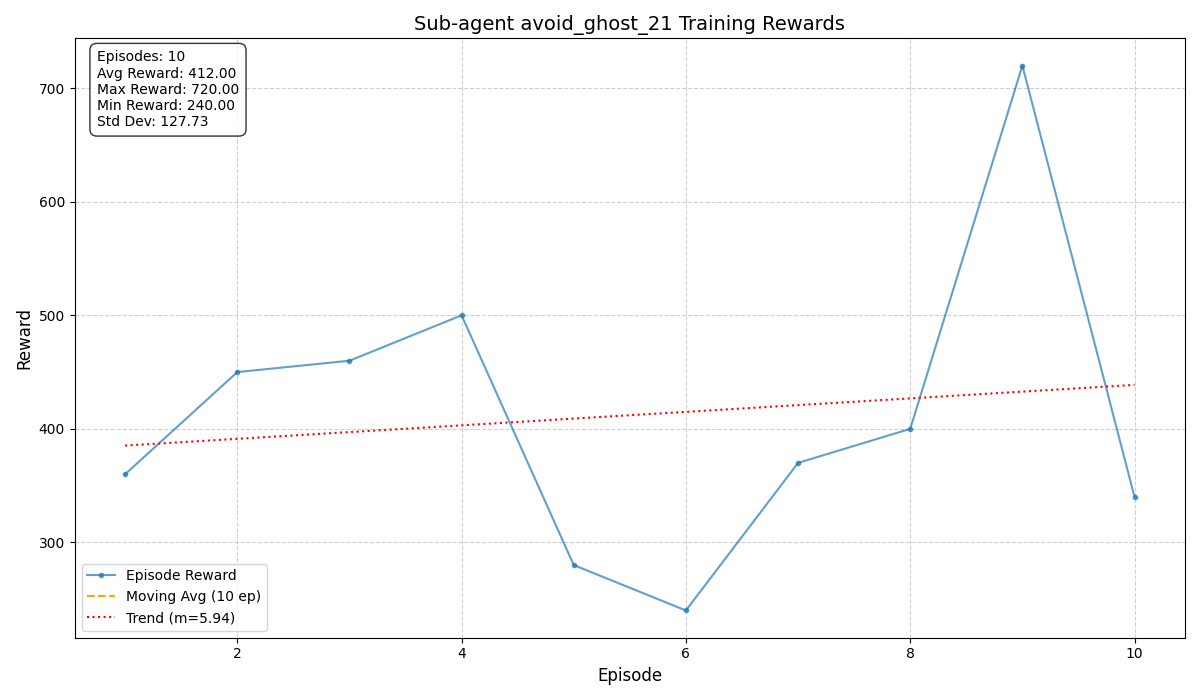 Sub-agent avoid_ghost_21 Training Rewards
Episodes: 10
Avg Reward: 412.00
Max Reward: 720.00
Min Reward: 240.00
Std Dev: 127.73
Reward
700
600
500
400
300
Episode Reward
Moving Avg (10 ep)
Trend (m=5.94)
2
4
6
8
10
Episode